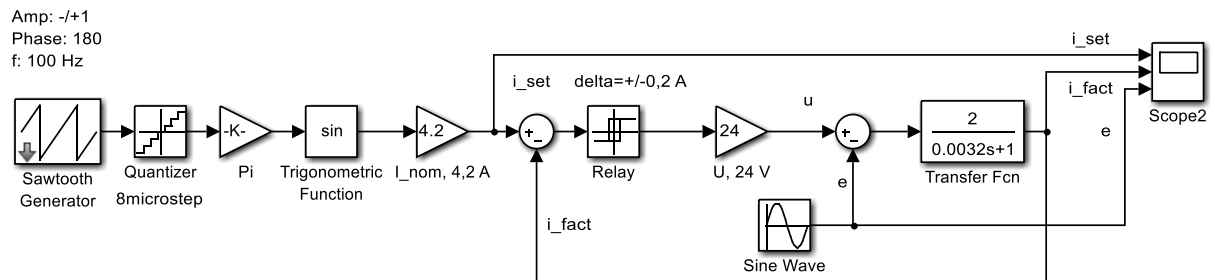 Amp: -/+1
Phase: 180
f: 100 Hz
i_set
i_set
delta=+/-0,2 A
i_fact
u
e
-K-
sin
4.2
+
-
24
+
-
2
0.0032s+1
Scope2
Sawtooth
Generator
Quantizer
8microstep
Pi
Trigonometric
Function
I_nom, 4,2 A
Relay
U, 24 V
Transfer Fcn
e
i_fact
Sine Wave